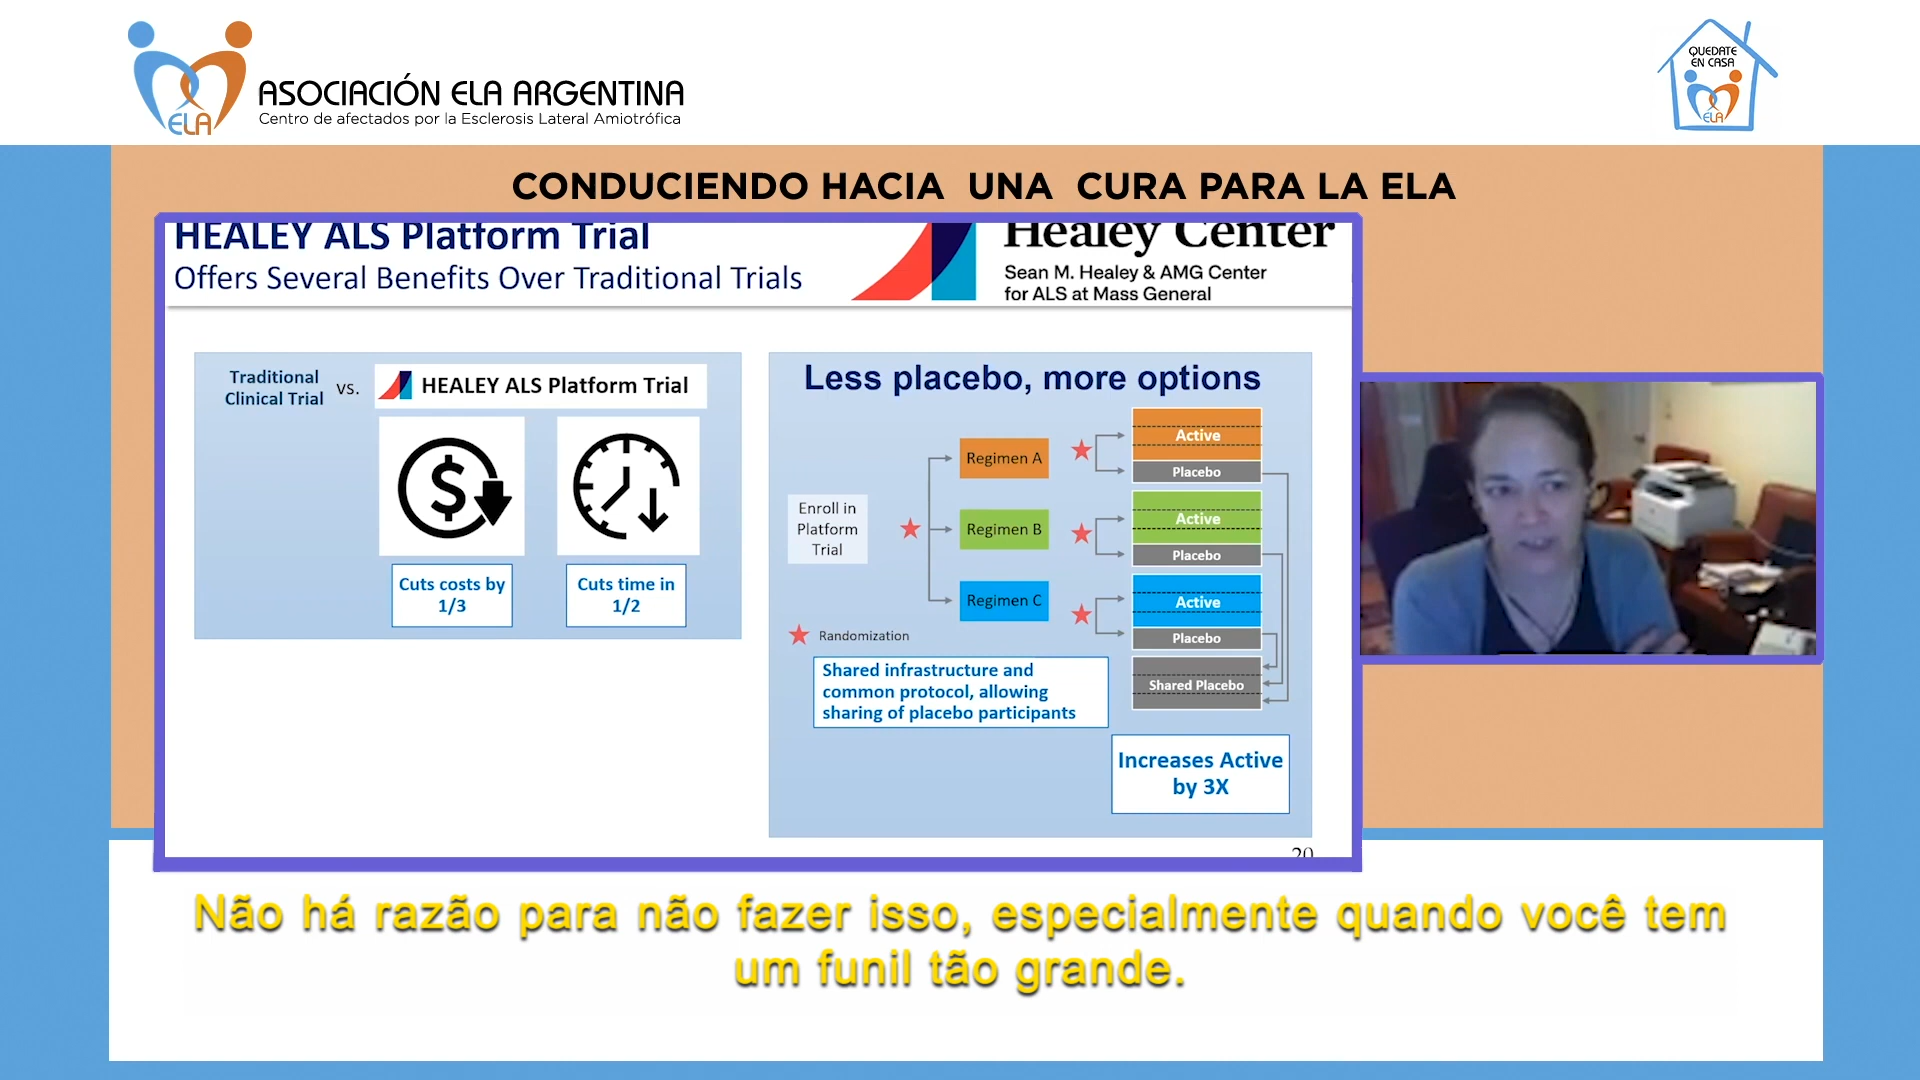 ASOCIACIÓN ELA ARGENTINA
Centro de afectados por la Esclerosis Lateral Amiotrófica
ELA
QUEDATE
EN CASA
ELA
CONDUCIENDO HACIA UNA CURA PARA LA ELA
HEALEY ALS Platform Trial
Offers Several Benefits Over Traditional Trials
Healey Center
Sean M. Healey & AMG Center
for ALS at Mass General
Traditional
Clinical Trial
vs.
HEALEY ALS Platform Trial
$
Cuts costs by
1/3
Cuts time in
1/2
Less placebo, more options
Enroll in
Platform
Trial
Regimen A
Regimen B
Regimen C
Active
Placebo
Active
Placebo
Active
Placebo
Shared Placebo
Randomization
Shared infrastructure and
common protocol, allowing
sharing of placebo participants
Increases Active
by 3X
20
Não há razão para não fazer isso, especialmente quando você tem
um funil tão grande.